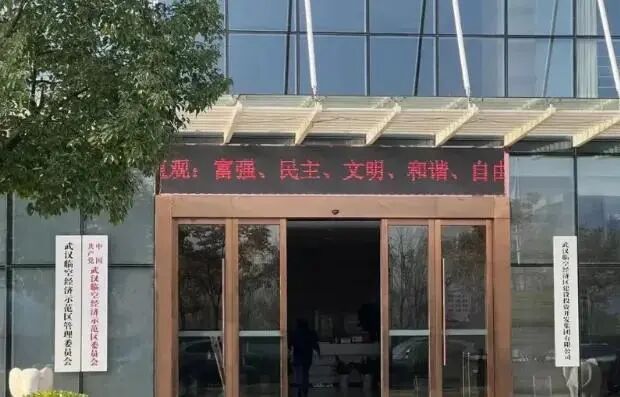 值观：富强、民主、文明、和谐、自由
武汉临空经济示范区管理委员会
中国共产党武汉临空经济示范区委员会
武汉临空经济区建设投资开发集团有限公司